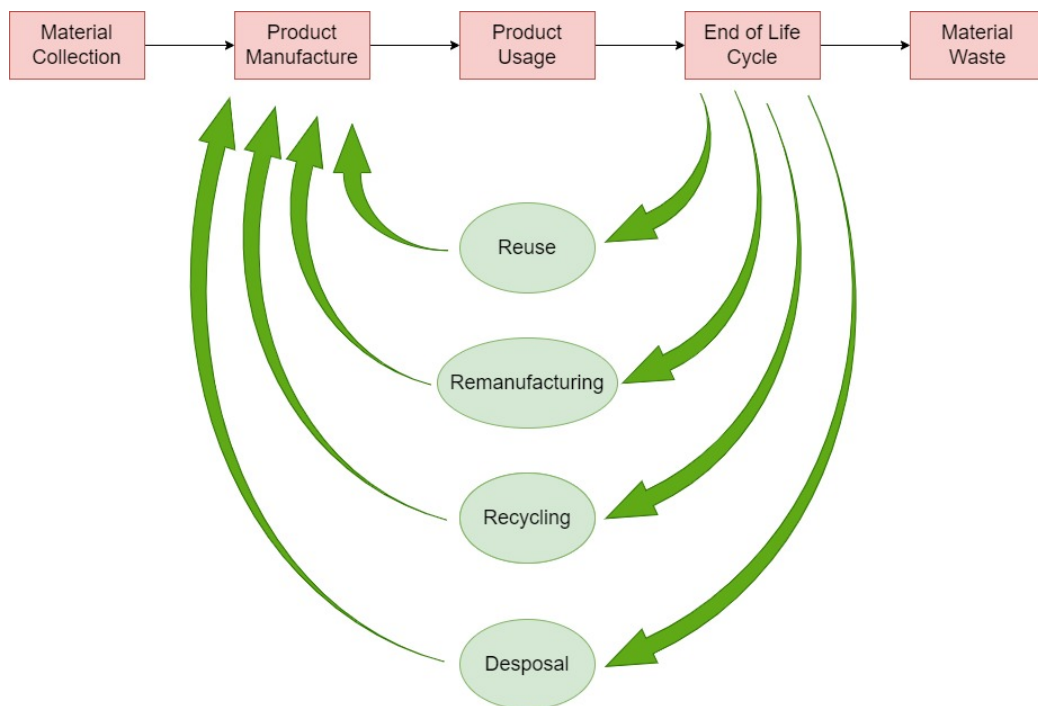 Material
Collection
Product
Manufacture
Product
Usage
End of Life
Cycle
Material
Waste
Reuse
Remanufacturing
Recycling
Desposal